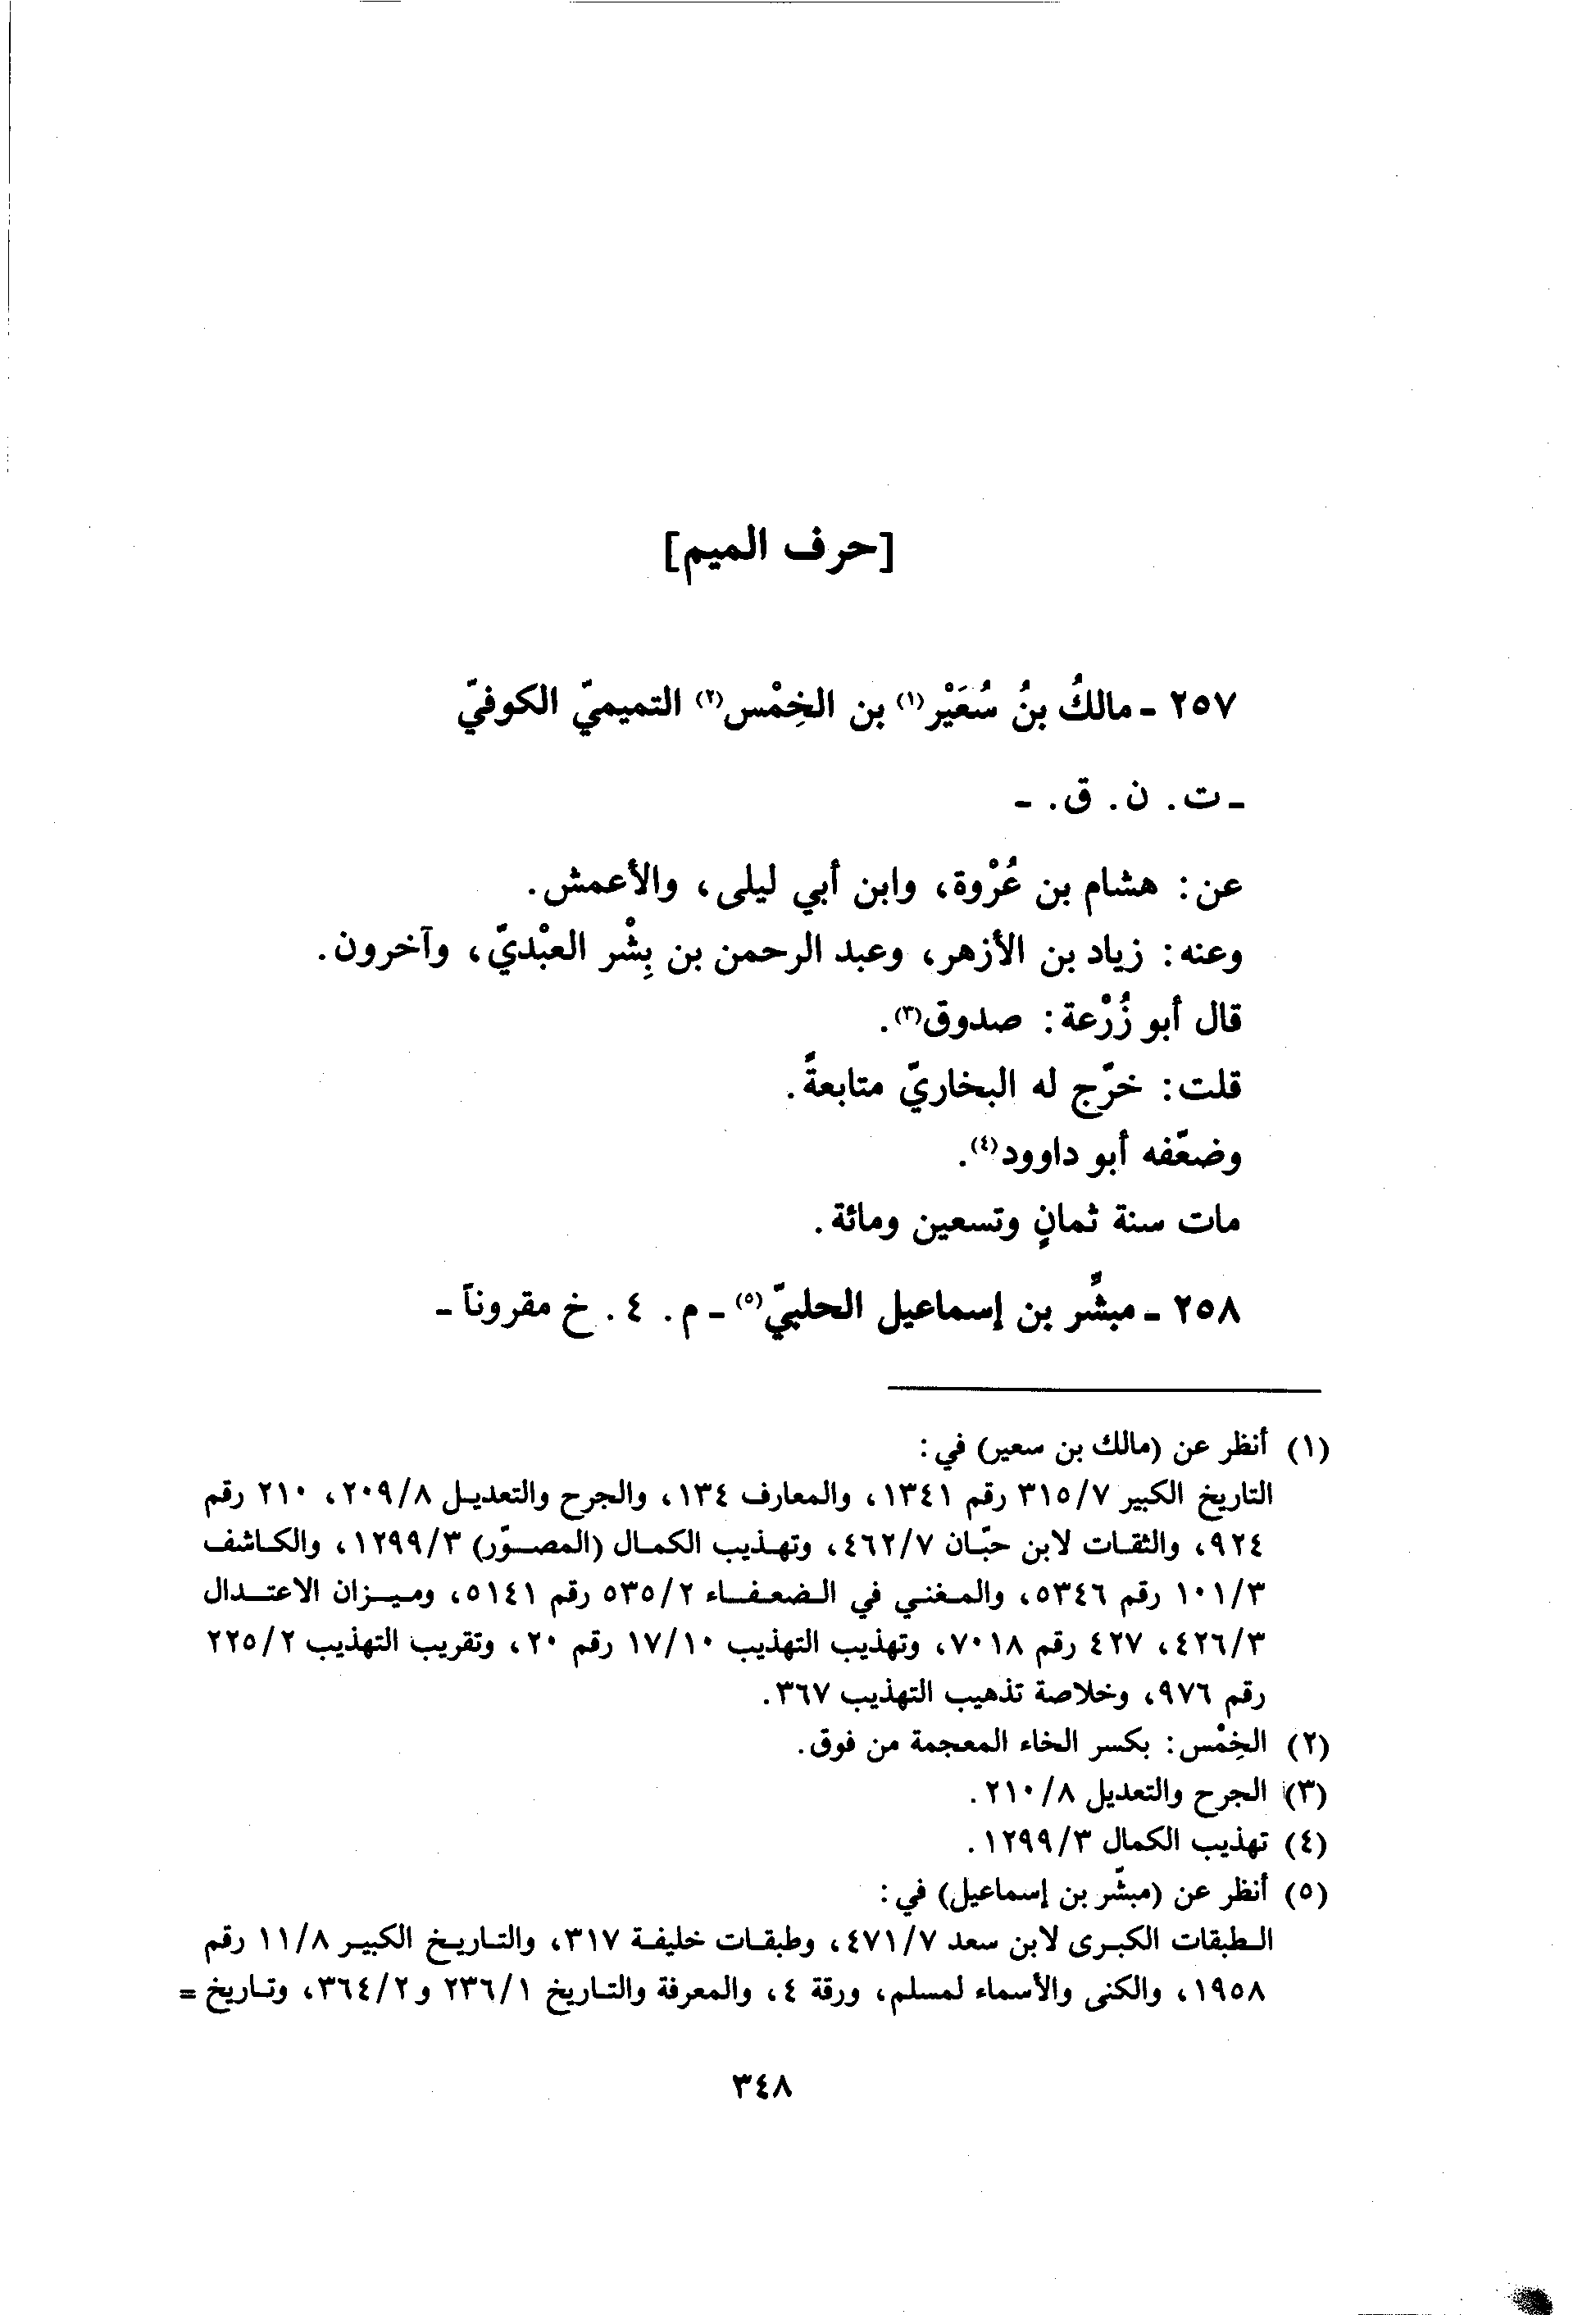 [حرف الميم]
٢٥٧ - مالكُ بنُ سُعَيْر(١) بن الخِمْس(٢) التميميّ الكوفيّ
- ت. ن. ق. -
عن: هشام بن عُرْوة، وابن أبي ليلى، والأعمش.
وعنه: زياد بن الأزهر، وعبد الرحمن بن بِشْر العبْديّ، وآخرون.
قال أبو زُرْعة: صدوق(٣).
قلت: خرّج له البخاريّ متابعةً.
وضعّفه أبو داوود(٤).
مات سنة ثمانٍ وتسعين ومائة.
٢٥٨ - مبشّر بن إسماعيل الحلبيّ(٥) - م. ٤. خ مقروناً -
(١) أنظر عن (مالك بن سعير) في:
التاريخ الكبير ٣١٥/٧ رقم ١٣٤١، والمعارف ١٣٤، والجرح والتعديل ٢٠٩/٨، ٢١٠ رقم
٩٢٤، والثقات لابن حبّان ٤٦٢/٧، وتهذيب الكمال (المصوّر) ١٢٩٩/٣، والكاشف
١٠١/٣ رقم ٥٣٤٦، والمغني في الضعفاء ٥٣٥/٢ رقم ٥١٤١، وميزان الاعتدال
٤٢٦/٣، ٤٢٧ رقم ٧٠١٨، وتهذيب التهذيب ١٧/١٠ رقم ٢٠، وتقريب التهذيب ٢٢٥/٢
رقم ٩٧٦، وخلاصة تذهيب التهذيب ٣٦٧.
(٢) الخِمْس: بكسر الخاء المعجمة من فوق.
(٣) الجرح والتعديل ٢١٠/٨.
(٤) تهذيب الكمال ١٢٩٩/٣.
(٥) أنظر عن (مبشّر بن إسماعيل) في:
الطبقات الكبرى لابن سعد ٤٧١/٧، وطبقات خليفة ٣١٧، والتاريخ الكبير ١١/٨ رقم
١٩٥٨، والكنى والأسماء لمسلم، ورقة ٤، والمعرفة والتاريخ ٢٣٦/١ و ٣٦٤/٢، وتاريخ =
٣٤٨